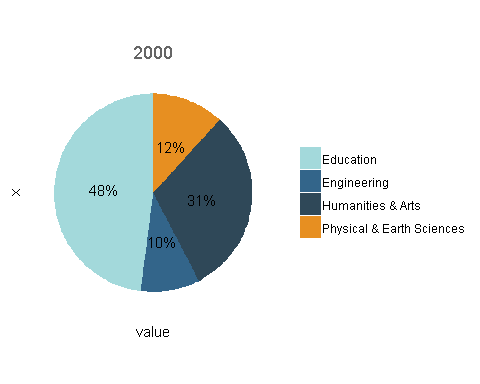 2000
12%
48%
31%
10%
x
value
Education
Engineering
Humanities & Arts
Physical & Earth Sciences